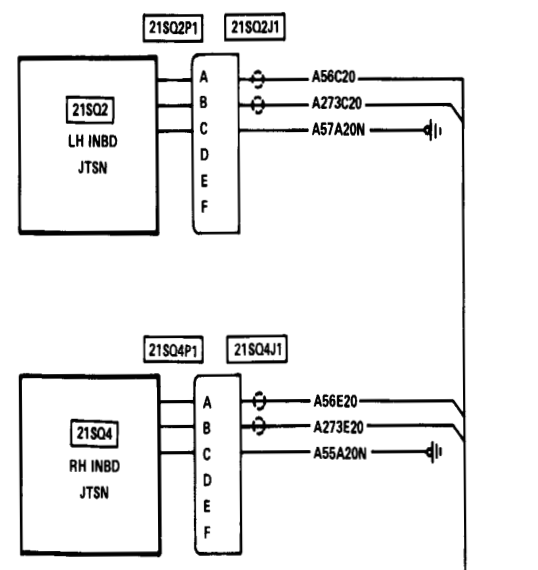 21SQ2P1 21SQ2J1
A A56C20
B A273C20
21SQ2
C A57A20N
LH INBD
D
JTSN
E
F
21SQ4P1 21SQ4J1
A A56E20
B A273E20
21SQ4
C A55A20N
RH INBD
D
JTSN
E
F